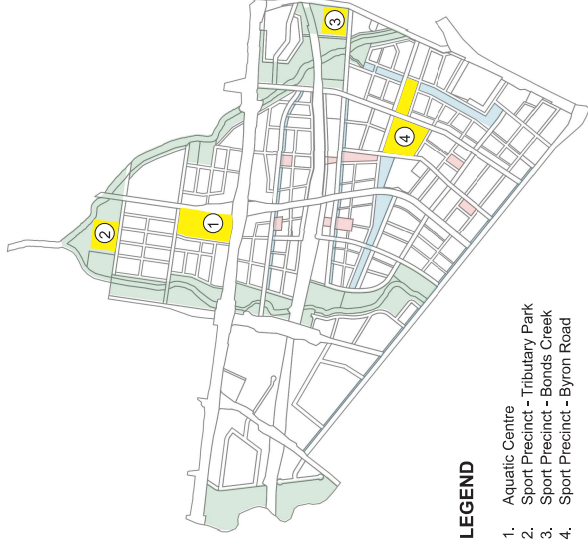 3
4
1
2
LEGEND
1. Aquatic Centre
2. Sport Precinct - Tributary Park
3. Sport Precinct - Bonds Creek
4. Sport Precinct - Byron Road